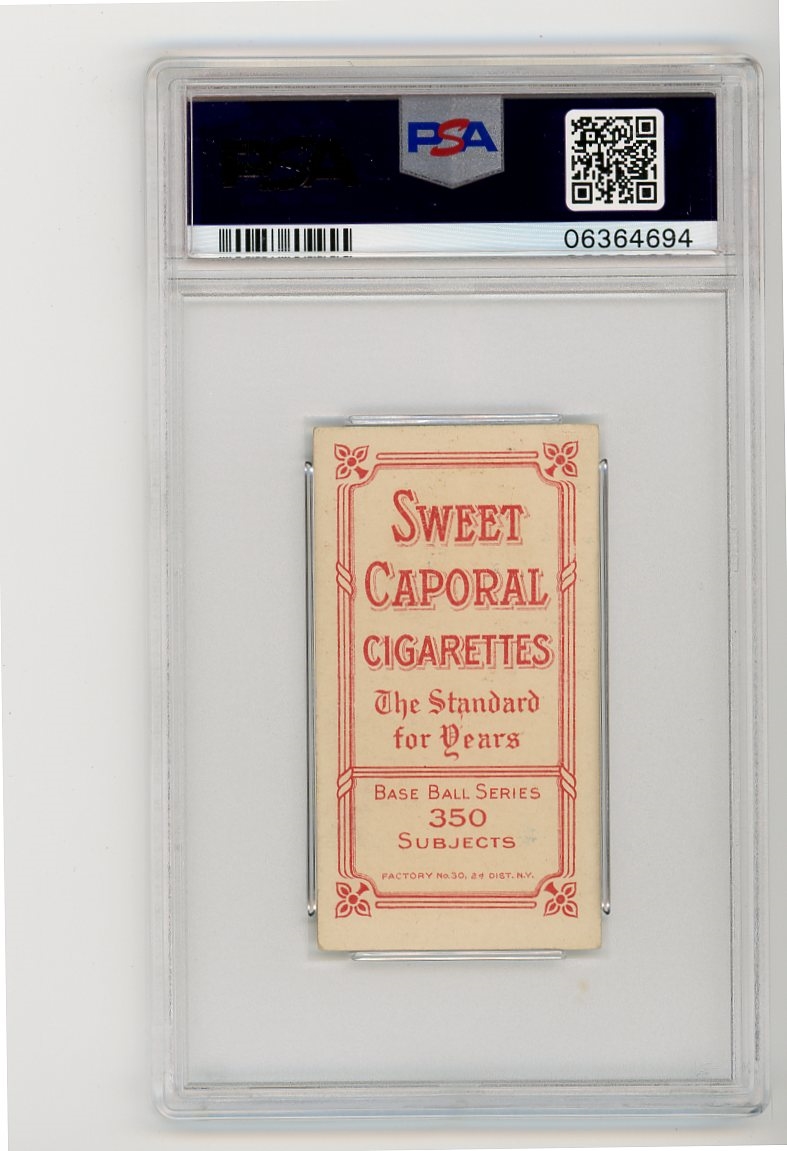 PSA
PSA
06364694
SWEET
CAPORAL
CIGARETTES
The Standard
for Years
BASE BALL SERIES
350
SUBJECTS
FACTORY No. 30, 2d DIST. N.Y.